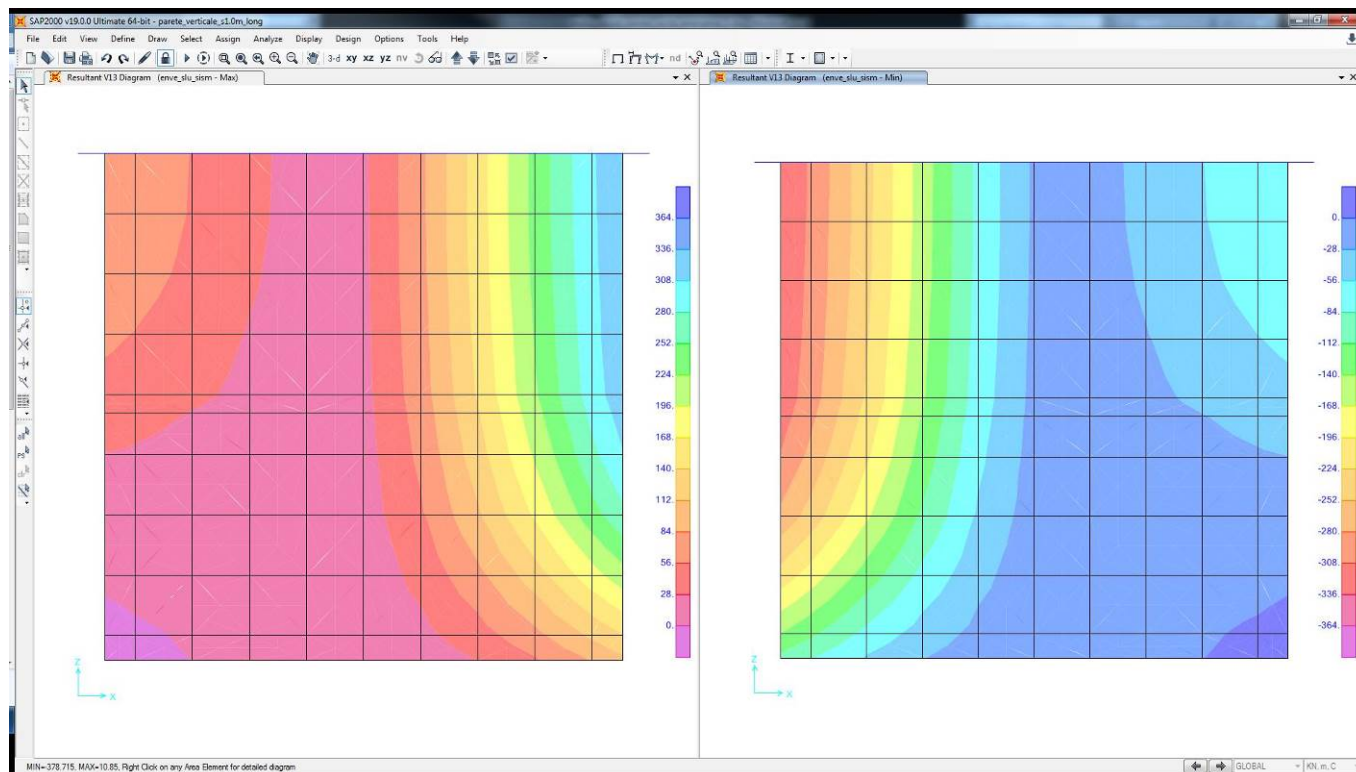 SAP2000 v19.0.0 Ultimate 64-bit - parete_verticale_s1.0m_long
File Edit View Define Draw Select Assign Analyze Display Design Options Tools Help
3-d xy xz yz nv nd
Resultant V13 Diagram (enve_slu_sism - Max)
Resultant V13 Diagram (enve_slu_sism - Min)
364.
336.
308.
280.
252.
224.
196.
168.
140.
112.
84.
56.
28.
0.
Z
X
0.
-28.
-56.
-84.
-112.
-140.
-168.
-196.
-224.
-252.
-280.
-308.
-336.
-364.
Z
X
all
PS
MIN=-378.715, MAX=10.85, Right Click on any Area Element for detailed diagram
GLOBAL
KN, m, C